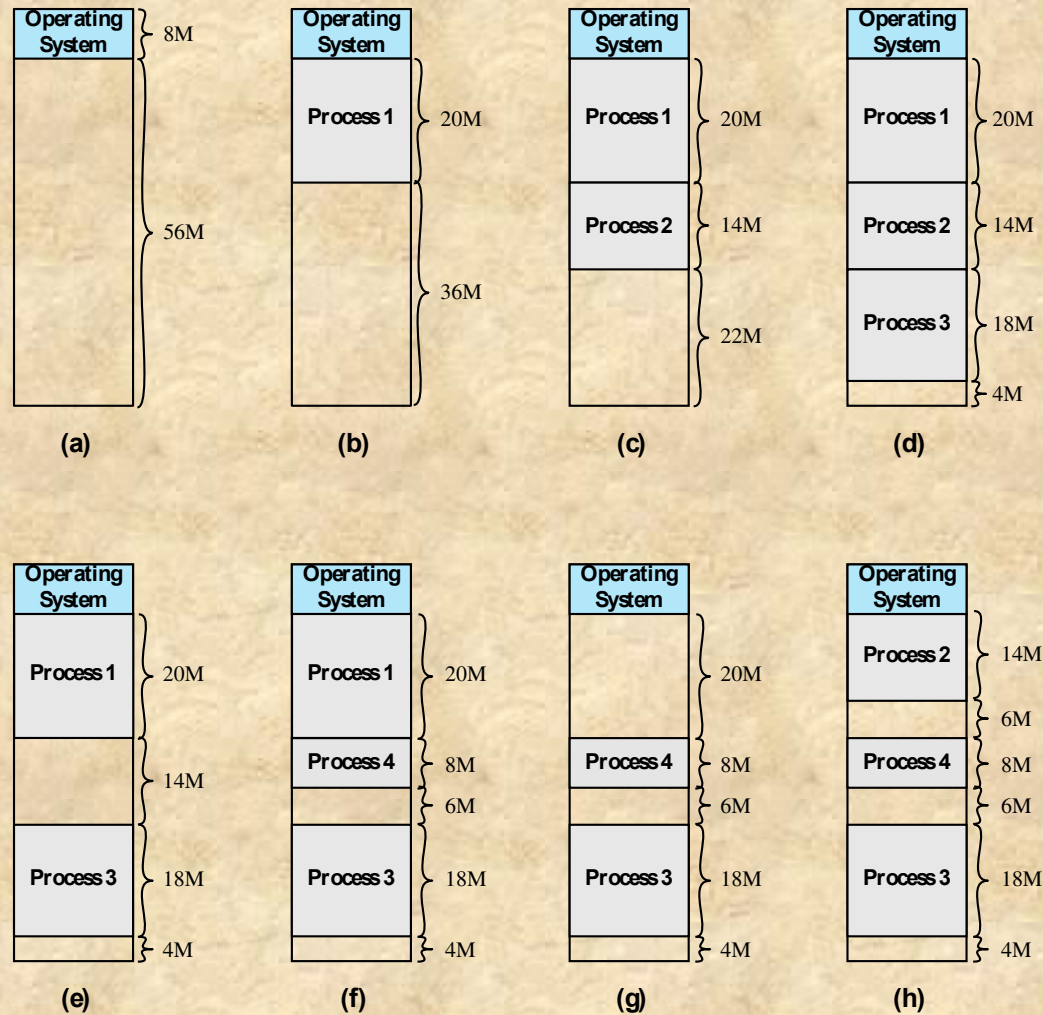 Operating
System
8M
56M
(a)
Operating
System
Process 1
20M
36M
(b)
Operating
System
Process 1
20M
Process 2
14M
22M
(c)
Operating
System
Process 1
20M
Process 2
14M
Process 3
18M
4M
(d)
Operating
System
Process 1
20M
14M
Process 3
18M
4M
(e)
Operating
System
Process 1
20M
Process 4
8M
6M
Process 3
18M
4M
(f)
Operating
System
20M
Process 4
8M
6M
Process 3
18M
4M
(g)
Operating
System
Process 2
14M
6M
Process 4
8M
6M
Process 3
18M
4M
(h)